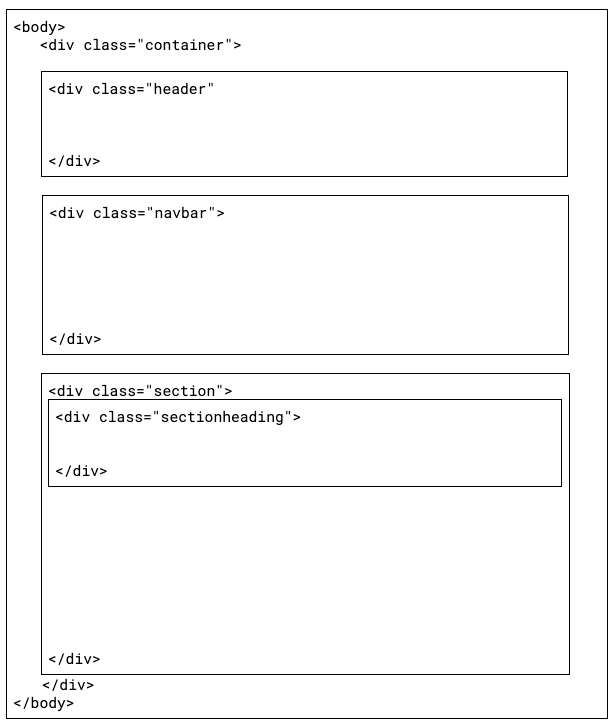 <body>
<div class="container">
<div class="header"
</div>
<div class="navbar">
</div>
<div class="section">
<div class="sectionheading">
</div>
</div>
</div>
</body>